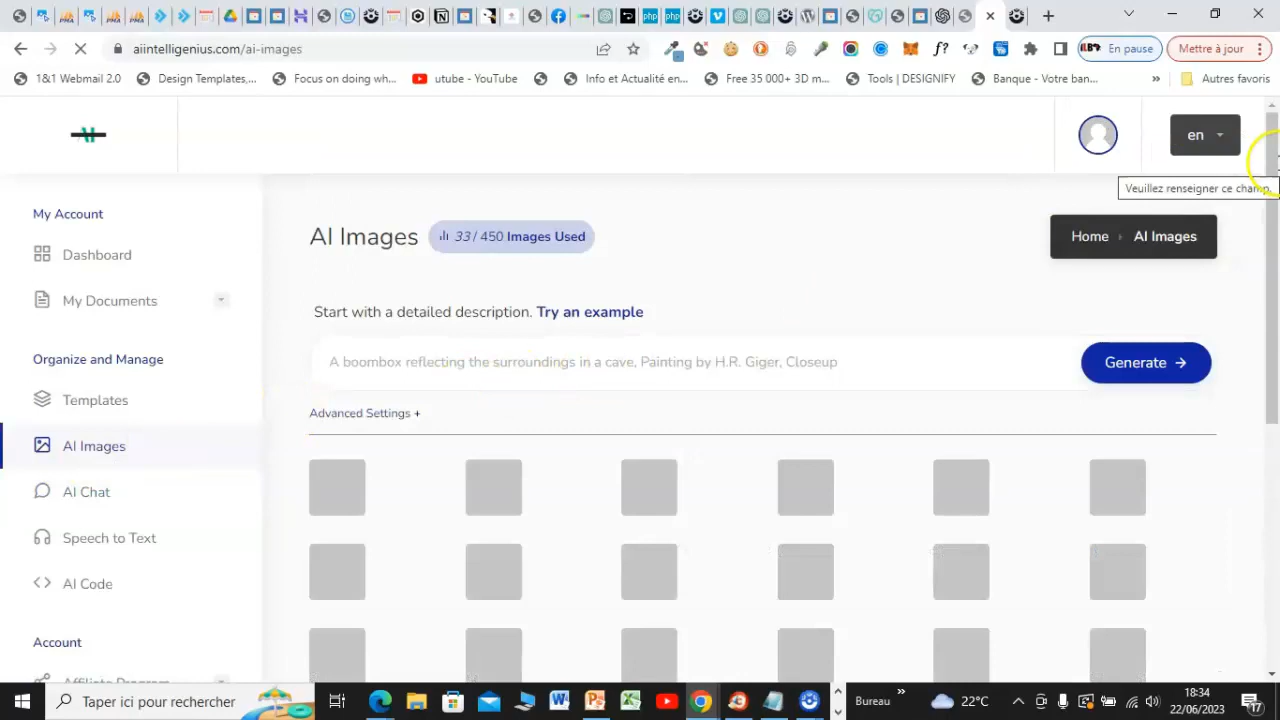 aiintelligenius.com/ai-images
En pause
Mettre à jour
1&1 Webmail 2.0
Design Templates,...
Focus on doing wh...
utube - YouTube
Info et Actualité en...
Free 35 000+ 3D m...
Tools | DESIGNIFY
Banque - Votre ban...
»
Autres favoris
AI
en
Veuillez renseigner ce champ.
My Account
Dashboard
My Documents
Organize and Manage
Templates
AI Images
AI Chat
Speech to Text
AI Code
Account
Affiliate Program
AI Images
33 / 450 Images Used
Home
AI Images
Start with a detailed description. Try an example
A boombox reflecting the surroundings in a cave, Painting by H.R. Giger, Closeup
Generate →
Advanced Settings +
Taper ici pour rechercher
Bureau
»
22°C
18:34
22/06/2023
17